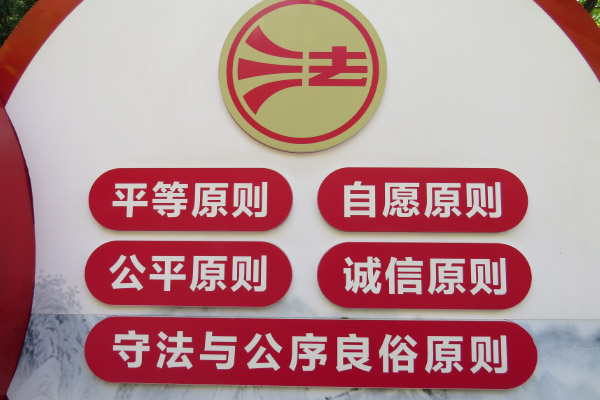 法
平等原则 自愿原则
公平原则 诚信原则
守法与公序良俗原则